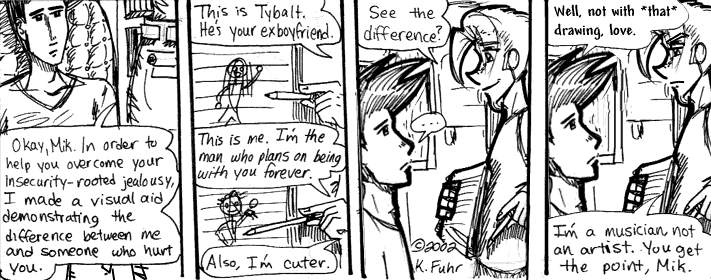 Okay, Mik. In order to
help you overcome your
insecurity-rooted jealousy,
I made a visual aid
demonstrating the
difference between me
and someone who hurt
you.
This is Tybalt.
He's your exboyfriend.
This is me. I'm the
man who plans on being
with you forever.
Also, I'm cuter.
See the
difference?
...
©2002
K. Fuhr
Well, not with *that*
drawing, love.
I'm a musician, not
an artist. You get
the point, Mik.